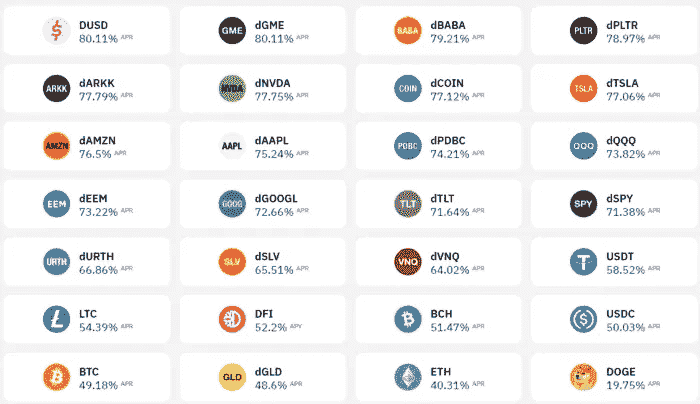 DUSD
80.11% APR
GME
dGME
80.11% APR
BABA
dBABA
79.21% APR
PLTR
dPLTR
78.97% APR
ARKK
dARKK
77.79% APR
NVDA
dNVDA
77.75% APR
COIN
dCOIN
77.12% APR
TSLA
dTSLA
77.06% APR
AMZN
dAMZN
76.5% APR
AAPL
dAAPL
75.24% APR
PDBC
dPDBC
74.21% APR
QQQ
dQQQ
73.82% APR
EEM
dEEM
73.22% APR
GOOG
dGOOGL
72.66% APR
TLT
dTLT
71.64% APR
SPY
dSPY
71.38% APR
URTH
dURTH
66.86% APR
SLV
dSLV
65.51% APR
VNQ
dVNQ
64.02% APR
USDT
58.52% APR
LTC
54.39% APR
DFI
52.2% APY
BCH
51.47% APR
USDC
50.03% APR
BTC
49.18% APR
GLD
dGLD
48.6% APR
ETH
40.31% APR
DOGE
19.75% APR